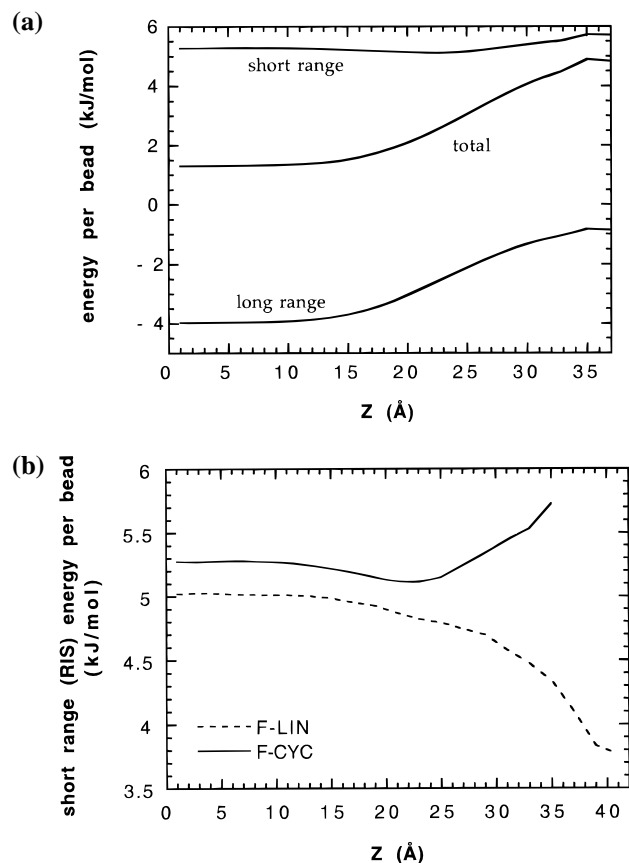 (a)
energy per bead (kJ/mol)
6
4
2
0
- 2
- 4
short range
total
long range
0 5 10 15 20 25 30 35
Z (Å)
(b)
short range (RIS) energy per bead
(kJ/mol)
6
5.5
5
4.5
4
3.5
F-LIN
F-CYC
0 5 10 15 20 25 30 35 40
Z (Å)